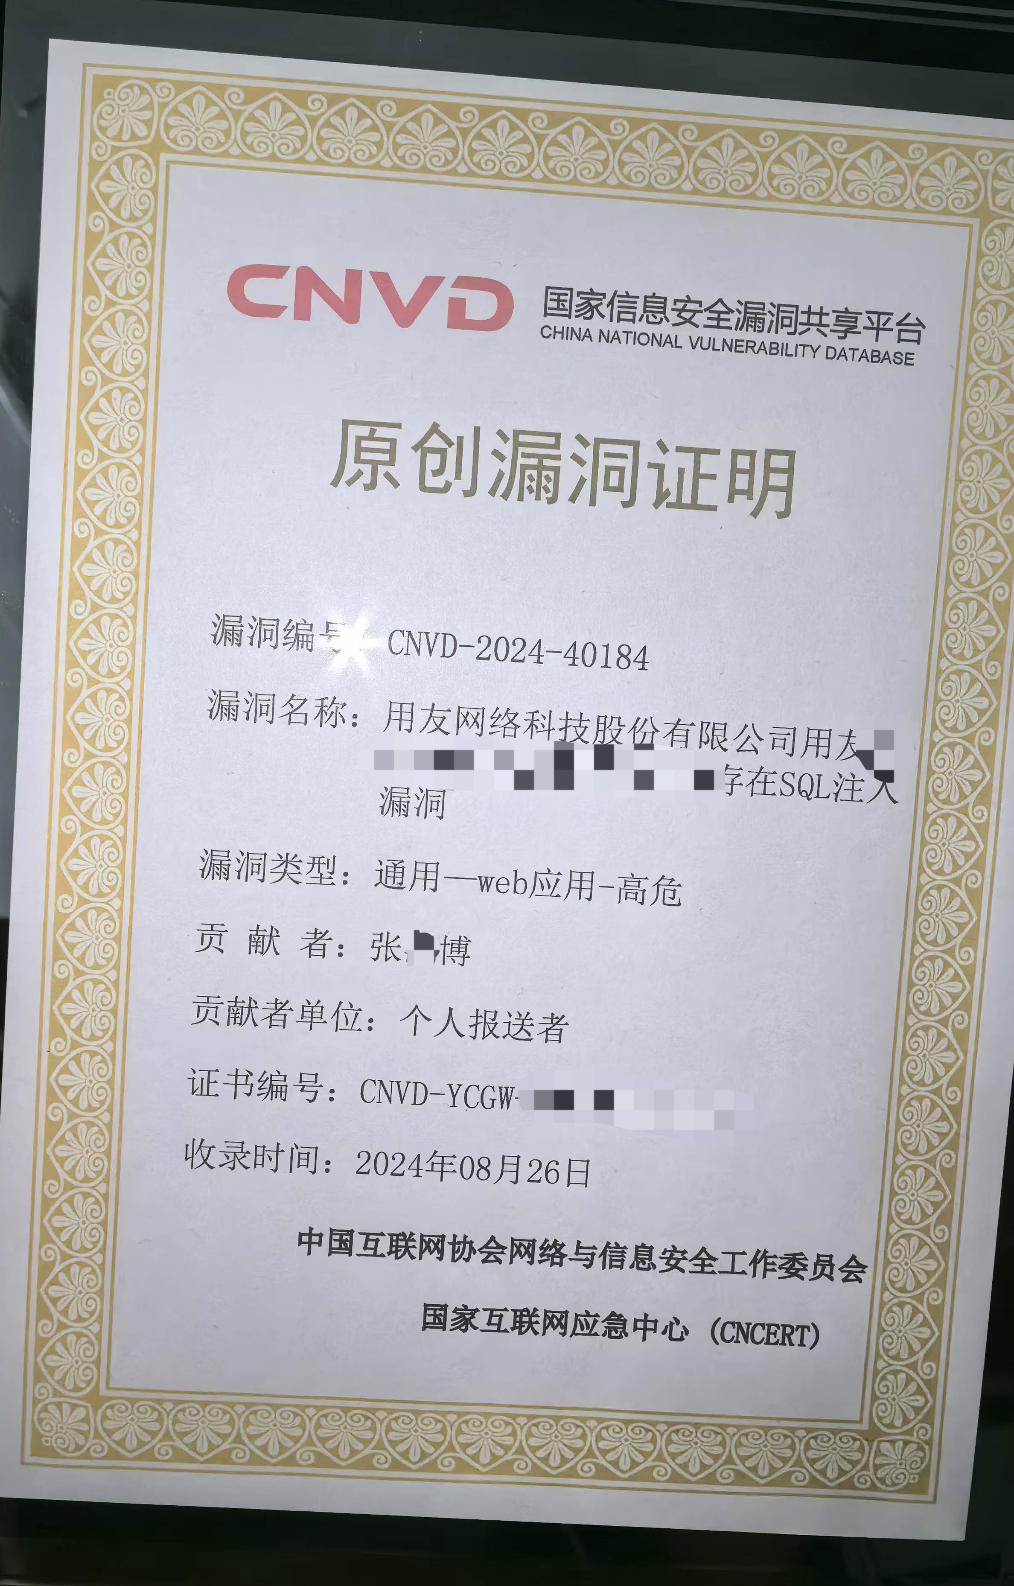 CNVD 国家信息安全漏洞共享平台
CHINA NATIONAL VULNERABILITY DATABASE
原创漏洞证明
漏洞编号 CNVD-2024-40184
漏洞名称：用友网络科技股份有限公司用友
存在SQL注入
漏洞
漏洞类型：通用—web应用-高危
贡 献 者：张 博
贡献者单位：个人报送者
证书编号：CNVD-YCGW-
收录时间：2024年08月26日
中国互联网协会网络与信息安全工作委员会
国家互联网应急中心 (CNCERT)